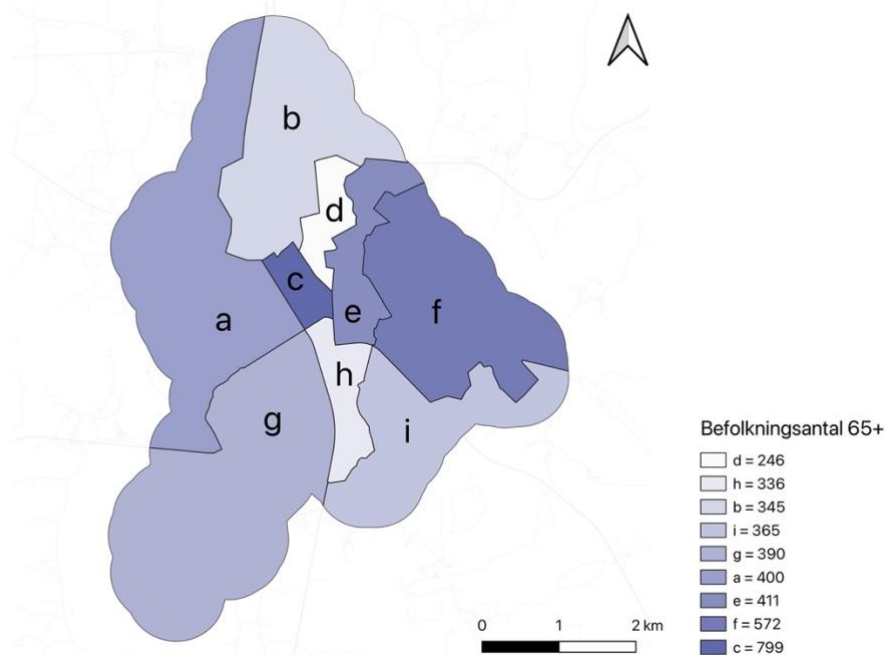 b
d
c
a
e
f
h
g
i
Befolkningsantal 65+
d = 246
h = 336
b = 345
i = 365
g = 390
a = 400
e = 411
f = 572
c = 799
0 1 2 km